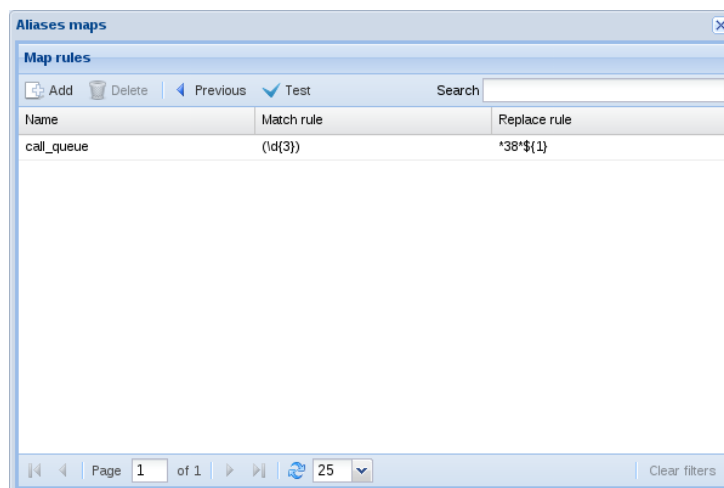 Aliases maps
Map rules
Add Delete Previous Test Search
Name Match rule Replace rule
call_queue (\d{3}) *38*${1}
Page 1 of 1 25 Clear filters